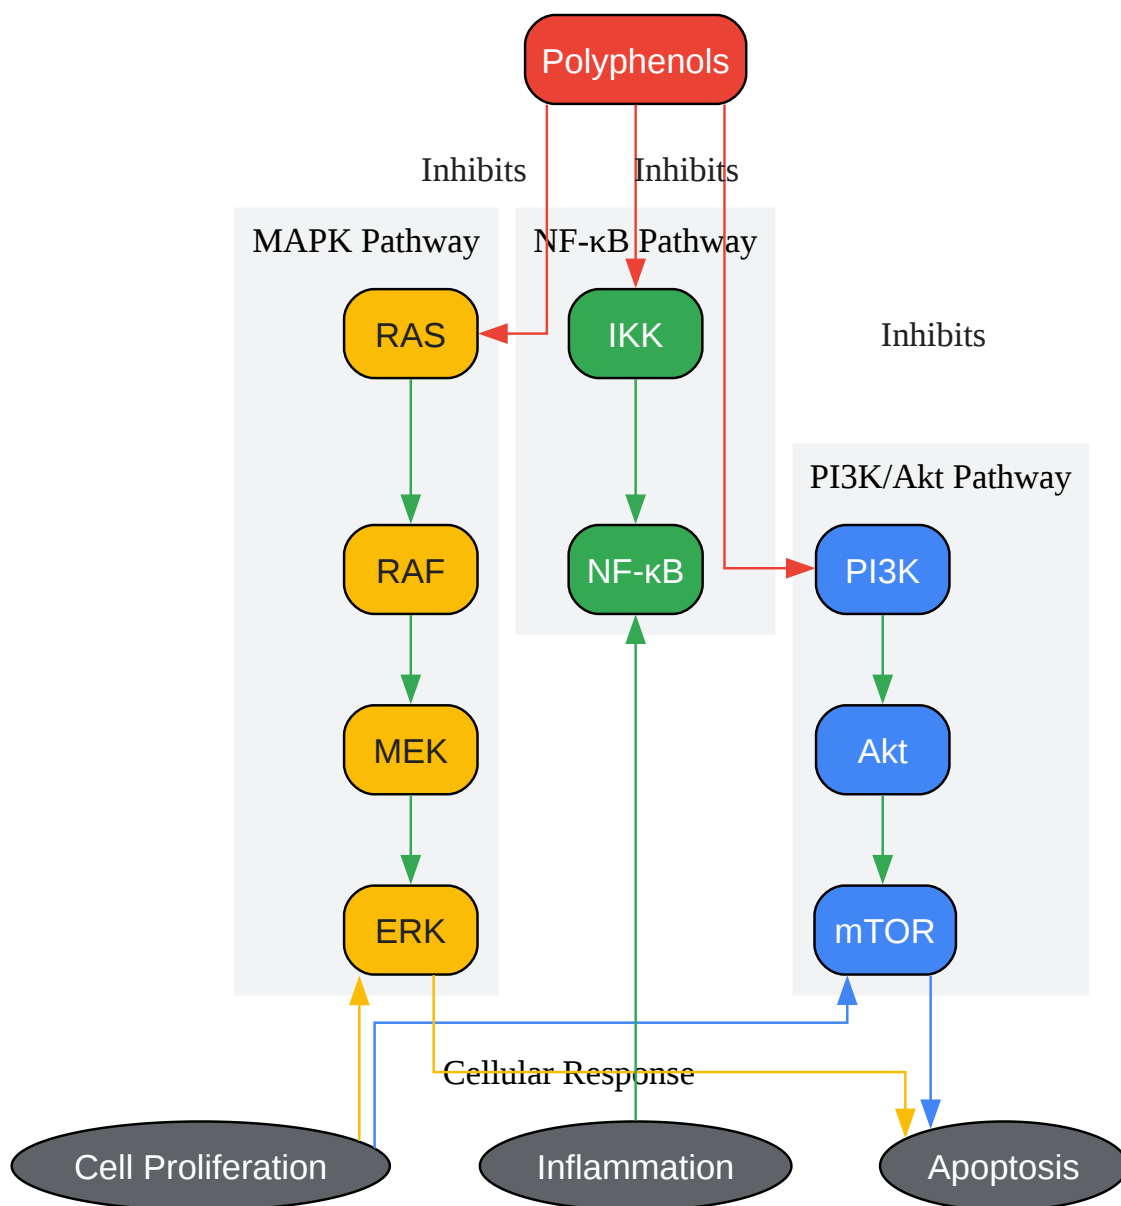 Polyphenols
Inhibits
Inhibits
MAPK Pathway
NF-κB Pathway
RAS
IKK
Inhibits
PI3K/Akt Pathway
RAF
NF-κB
PI3K
MEK
Akt
ERK
mTOR
Cellular Response
Cell Proliferation
Inflammation
Apoptosis